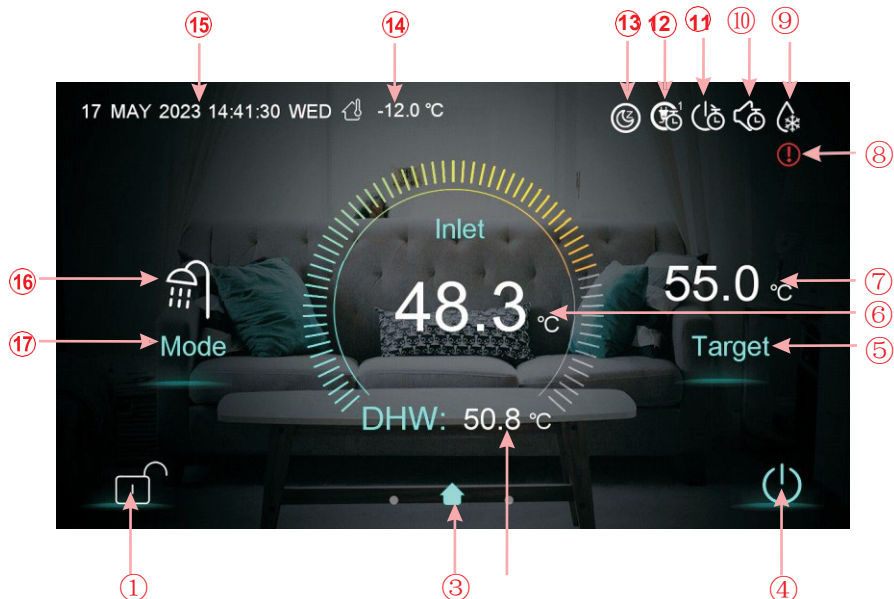 ⑮ ⑭ ⑬ ⑫ ⑪ ⑩ ⑨
17 MAY 2023 14:41:30 WED -12.0 ℃ 1
⑧
Inlet
⑯ 55.0 ℃ ⑦
48.3 ℃ ⑥
⑰ Mode Target ⑤
DHW: 50.8 ℃
① ③ ④